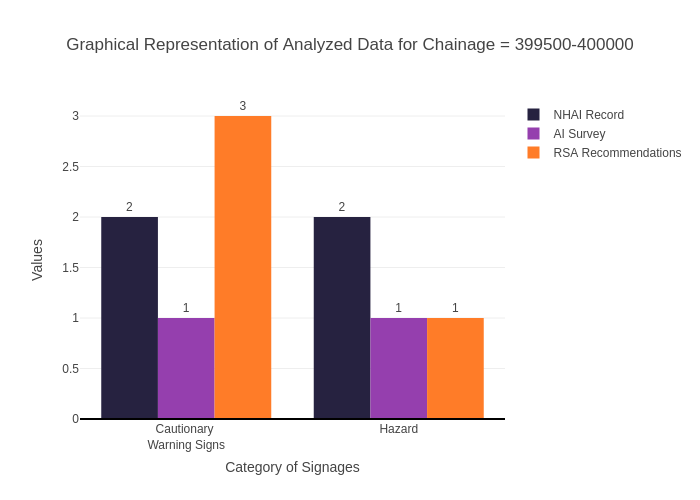 Graphical Representation of Analyzed Data for Chainage = 399500-400000
NHAI Record
AI Survey
RSA Recommendations
Values
3
2.5
2
1.5
1
0.5
0
2
1
3
2
1
1
Cautionary
Warning Signs
Hazard
Category of Signages